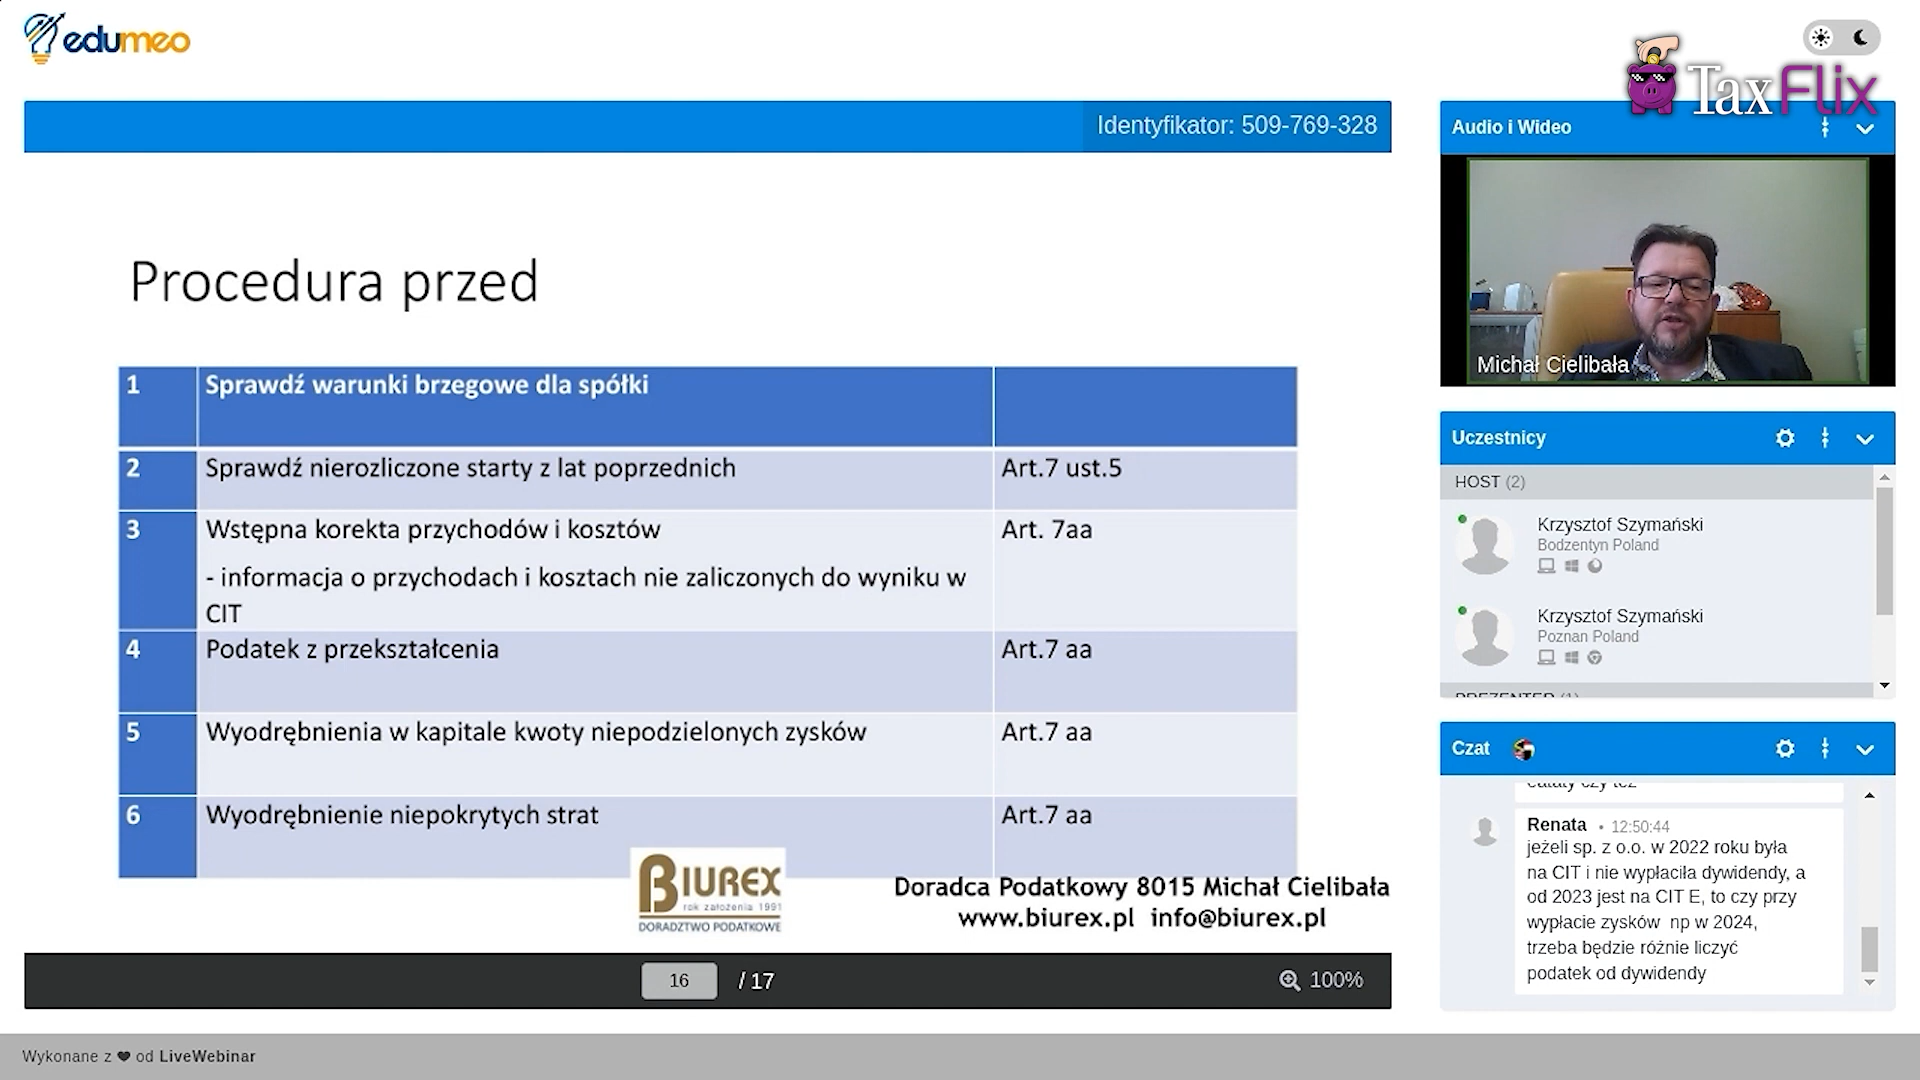 edumeo
TaxFlix
Identyfikator: 509-769-328
Procedura przed
1 Sprawdź warunki brzegowe dla spółki
2 Sprawdź nierozliczone starty z lat poprzednich Art.7 ust.5
3 Wstępna korekta przychodów i kosztów Art. 7aa
- informacja o przychodach i kosztach nie zaliczonych do wyniku w
CIT
4 Podatek z przekształcenia Art.7 aa
5 Wyodrębnienia w kapitale kwoty niepodzielonych zysków Art.7 aa
6 Wyodrębnienie niepokrytych strat Art.7 aa
BIUREX
rok założenia 1991
DORADZTWO PODATKOWE
Doradca Podatkowy 8015 Michał Cielibała
www.biurex.pl info@biurex.pl
16 / 17
100%
Audio i Wideo
Michał Cielibała
Uczestnicy
HOST (2)
Krzysztof Szymański
Bodzentyn Poland
Krzysztof Szymański
Poznan Poland
PREZENTER (1)
Czat
czy też
Renata • 12:50:44
jeżeli sp. z o.o. w 2022 roku była
na CIT i nie wypłaciła dywidendy, a
od 2023 jest na CIT E, to czy przy
wypłacie zysków np w 2024,
trzeba będzie różnie liczyć
podatek od dywidendy
Wykonane z ❤ od LiveWebinar